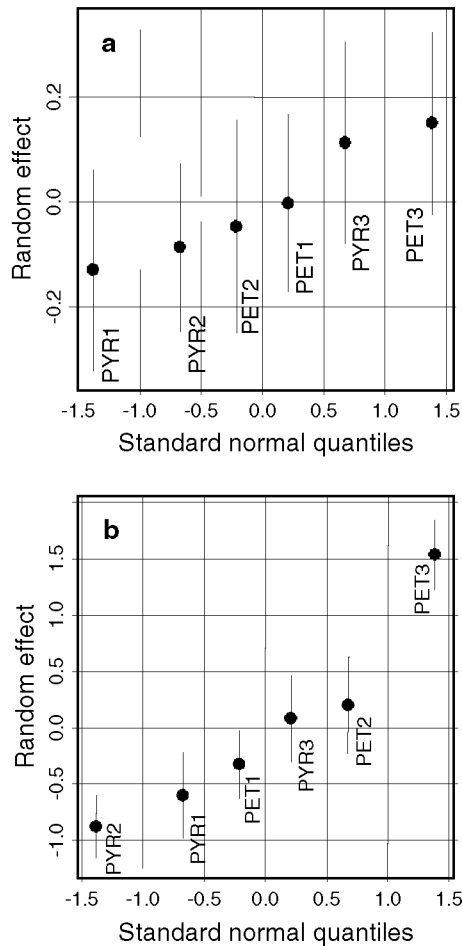 a
Random effect
0.2
0.0
-0.2
PYR1
PYR2
PET2
PET1
PYR3
PET3
-1.5 -1.0 -0.5 0.0 0.5 1.0 1.5
Standard normal quantiles
b
Random effect
1.5
1.0
0.5
0.0
-0.5
-1.0
PYR2
PYR1
PET1
PYR3
PET2
PET3
-1.5 -1.0 -0.5 0.0 0.5 1.0 1.5
Standard normal quantiles